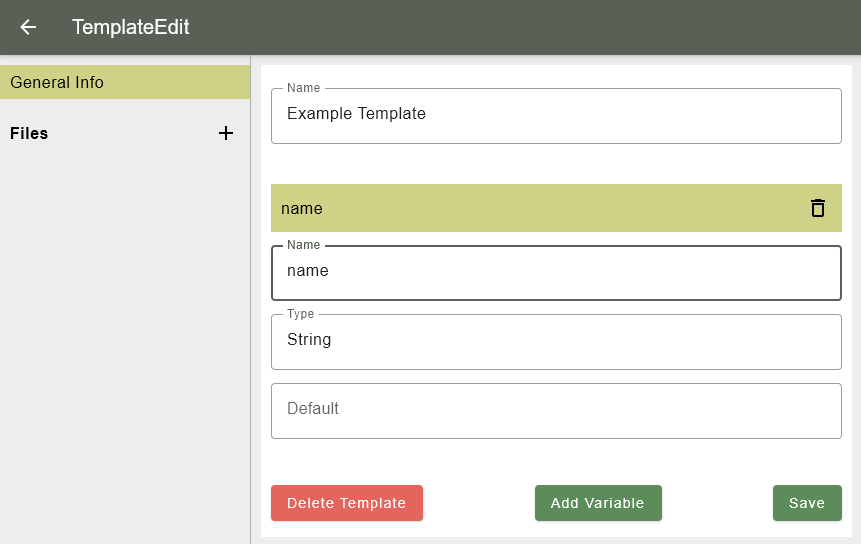 TemplateEdit
General Info
Files
Name
Example Template
name
Name
name
Type
String
Default
Delete Template
Add Variable
Save